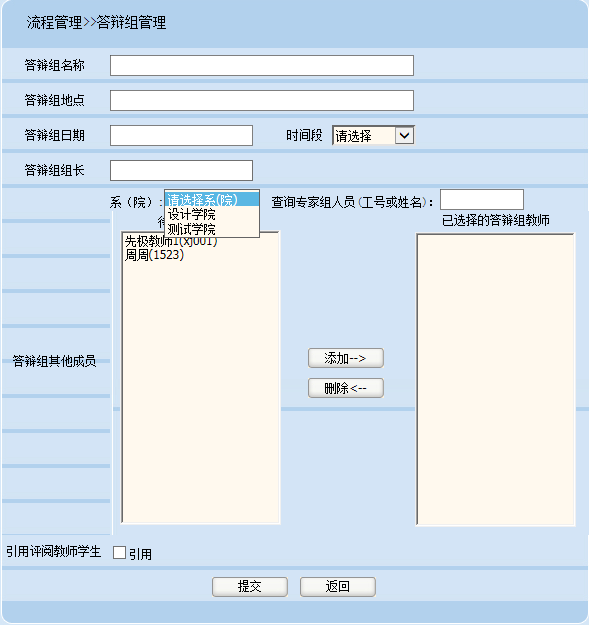 流程管理>>答辩组管理
答辩组名称
答辩组地点
答辩组日期 时间段 请选择
答辩组组长
系（院）: 请选择系(院) 查询专家组人员(工号或姓名)：
设计学院
测试学院
已选择的答辩组教师
先极教师1(xj001)
周周(1523)
答辩组其他成员
添加-->
删除<--
引用评阅教师学生 引用
提交 返回